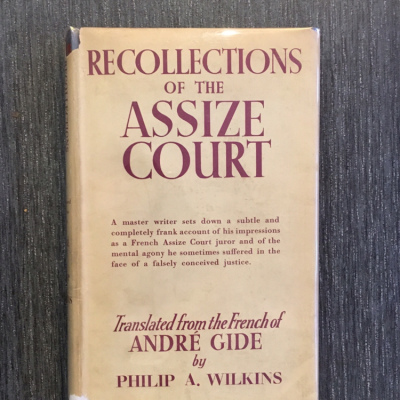 RECOLLECTIONS
OF THE
ASSIZE
COURT
A master writer sets down a subtle and
completely frank account of his impressions
as a French Assize Court juror and of the
mental agony he sometimes suffered in the
face of a falsely conceived justice.
Translated from the French of
ANDRÉ GIDE
by
PHILIP A. WILKINS